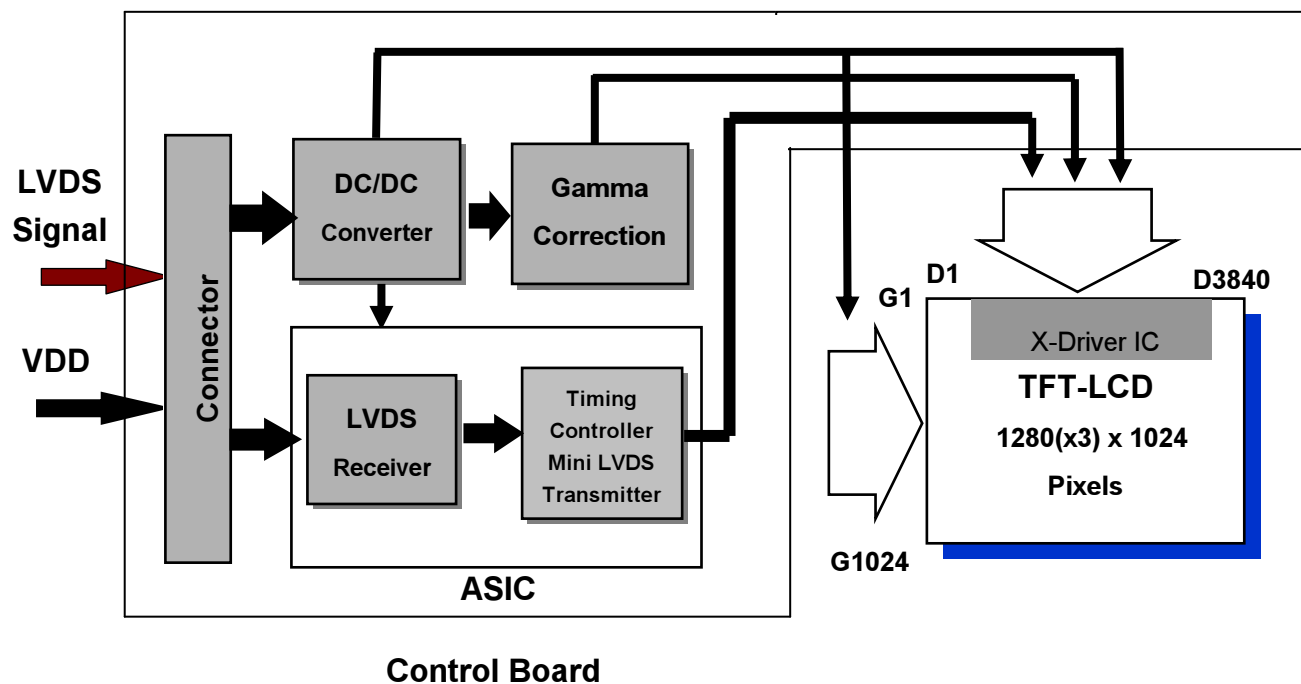 LVDS
Signal
VDD
Connector
DC/DC
Converter
Gamma
Correction
LVDS
Receiver
Timing
Controller
Mini LVDS
Transmitter
ASIC
Control Board
G1
G1024
D1
D3840
X-Driver IC
TFT-LCD
1280(x3) x 1024
Pixels